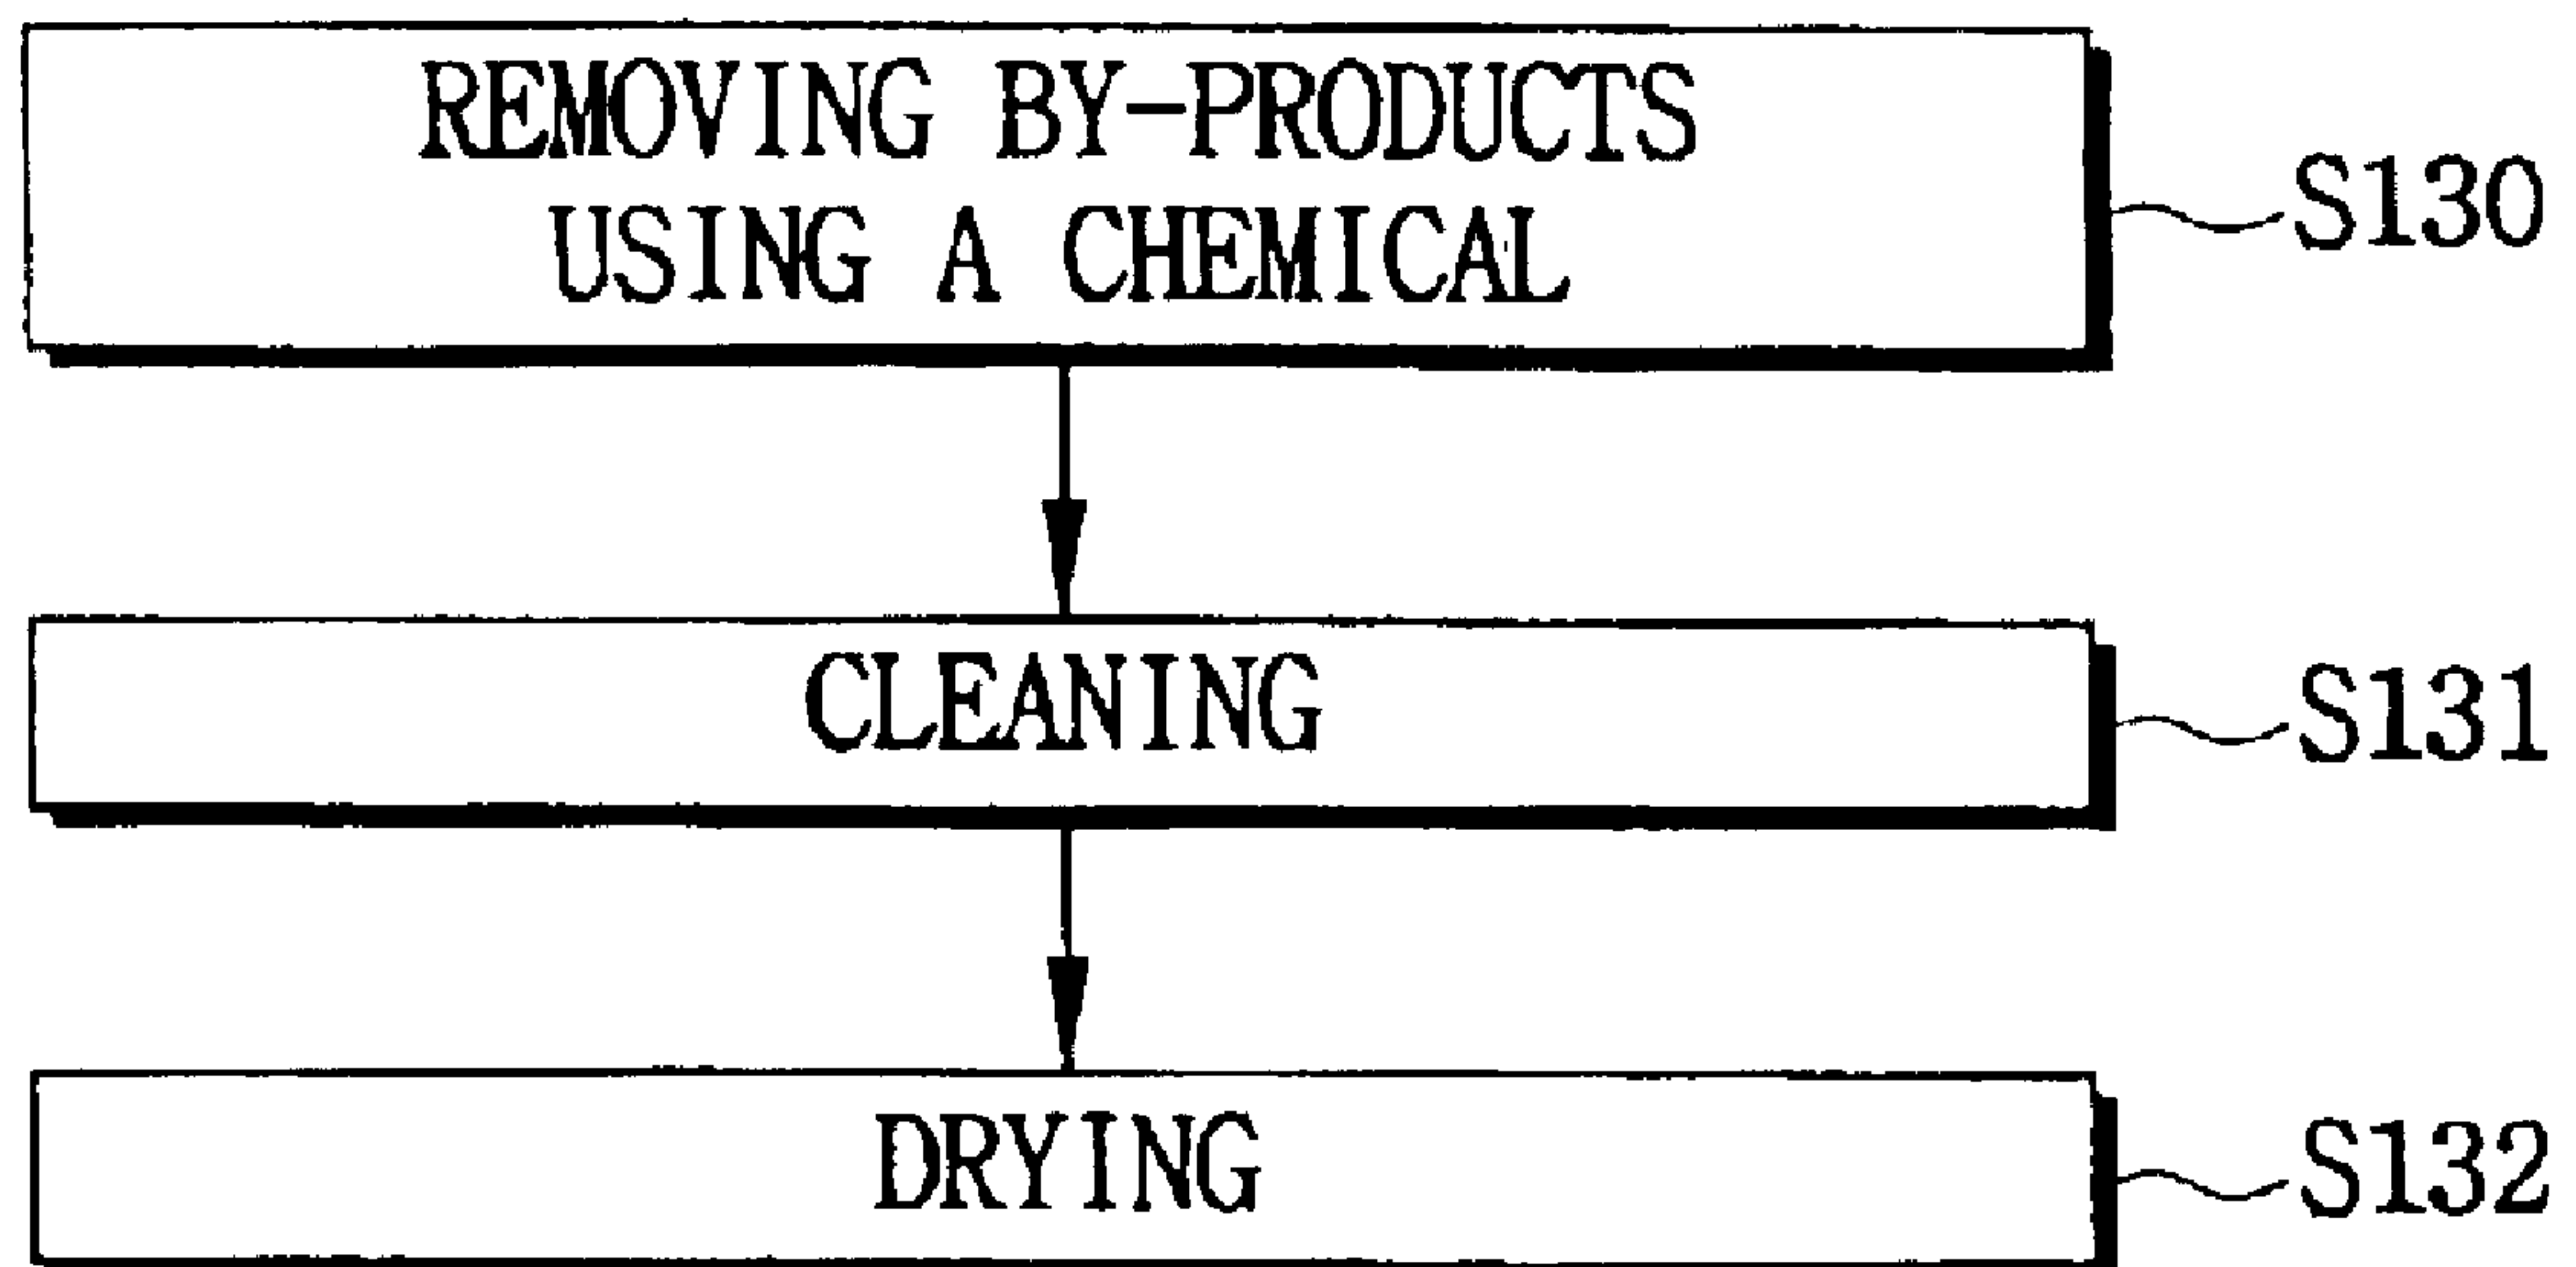 REMOVING BY-PRODUCTS
USING A CHEMICAL
S130
CLEANING
S131
DRYING
S132